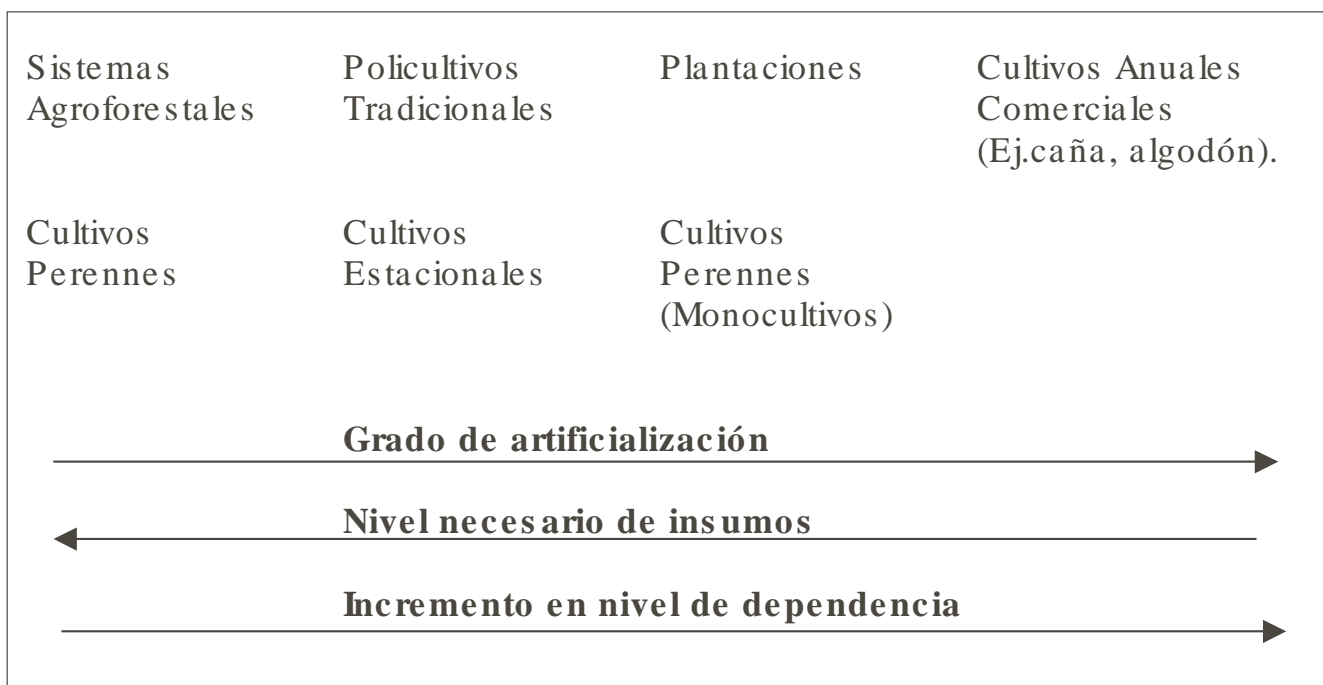 Sistemas
Agroforestales
Policultivos
Tradicionales
Plantaciones
Cultivos Anuales
Comerciales
(Ej.caña, algodón).
Cultivos
Perennes
Cultivos
Estacionales
Cultivos
Perennes
(Monocultivos)
Grado de artificialización
Nivel necesario de insumos
Incremento en nivel de dependencia